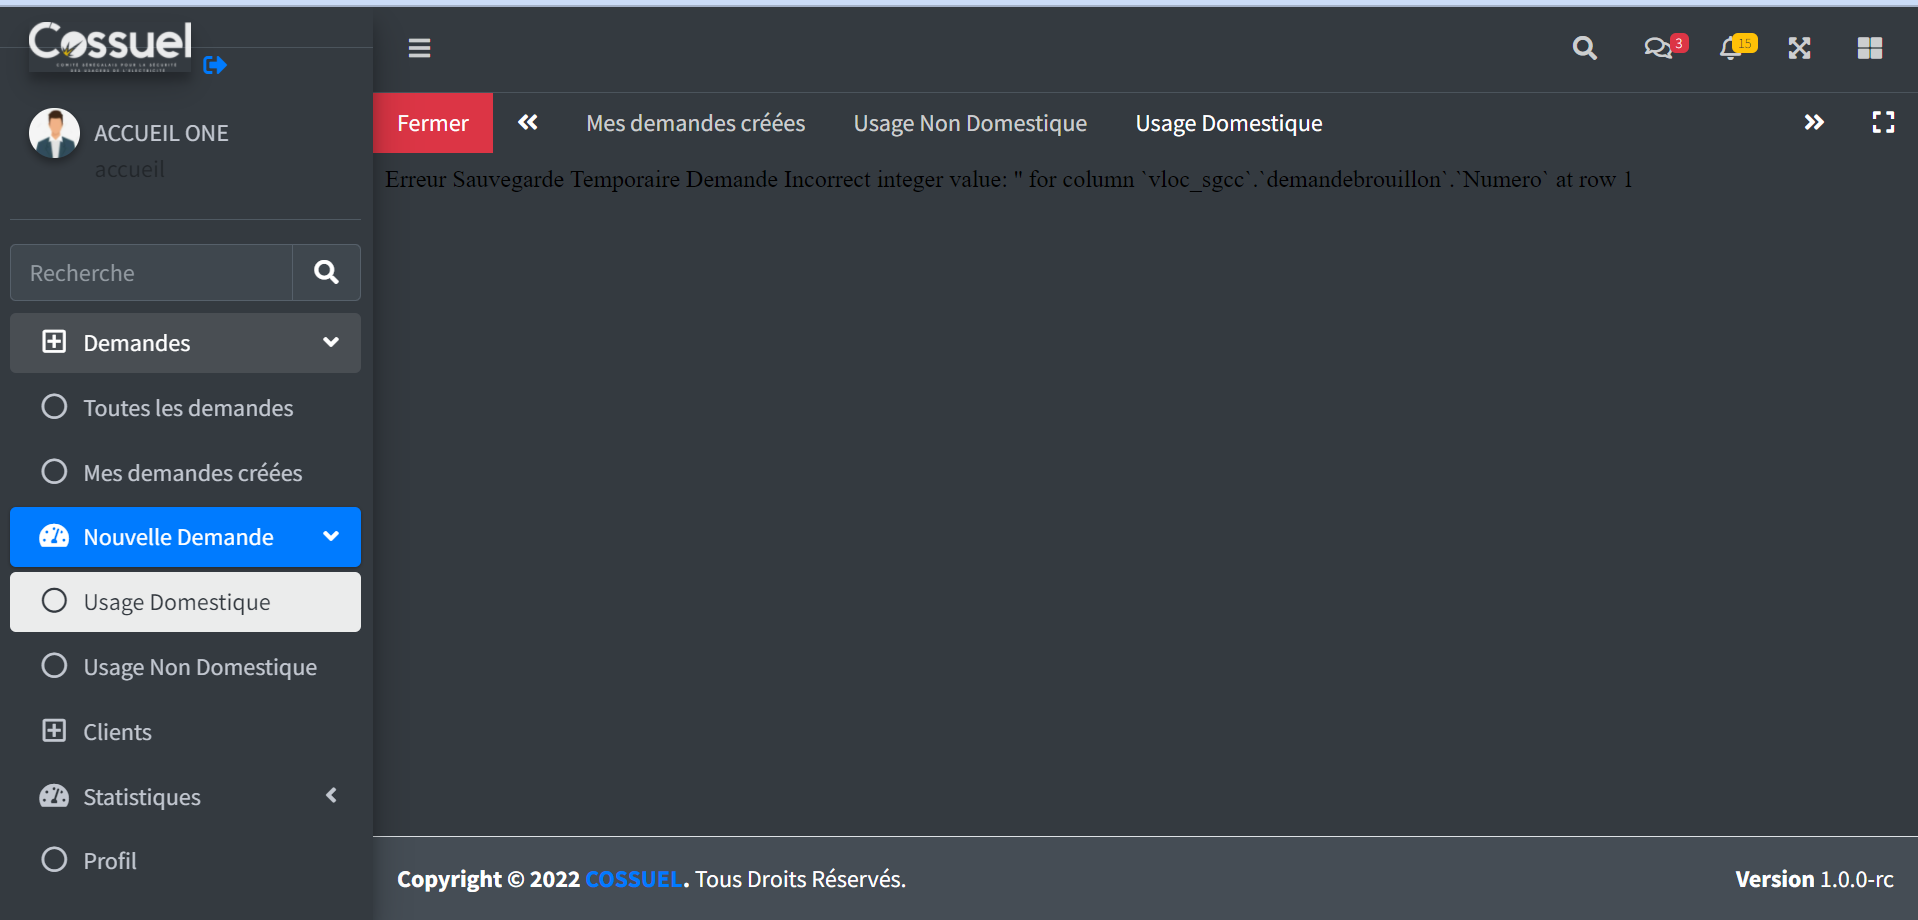 Cossuel
COMITÉ SÉNÉGALAIS POUR LA SÉCURITÉ
DES USAGERS DE L'ÉLECTRICITÉ
3
15
ACCUEIL ONE
accueil
Fermer
Mes demandes créées
Usage Non Domestique
Usage Domestique
Erreur Sauvegarde Temporaire Demande Incorrect integer value: '' for column `vloc_sgcc`.`demandebrouillon`.`Numero` at row 1
Recherche
Demandes
Toutes les demandes
Mes demandes créées
Nouvelle Demande
Usage Domestique
Usage Non Domestique
Clients
Statistiques
Profil
Copyright © 2022 COSSUEL. Tous Droits Réservés.
Version 1.0.0-rc